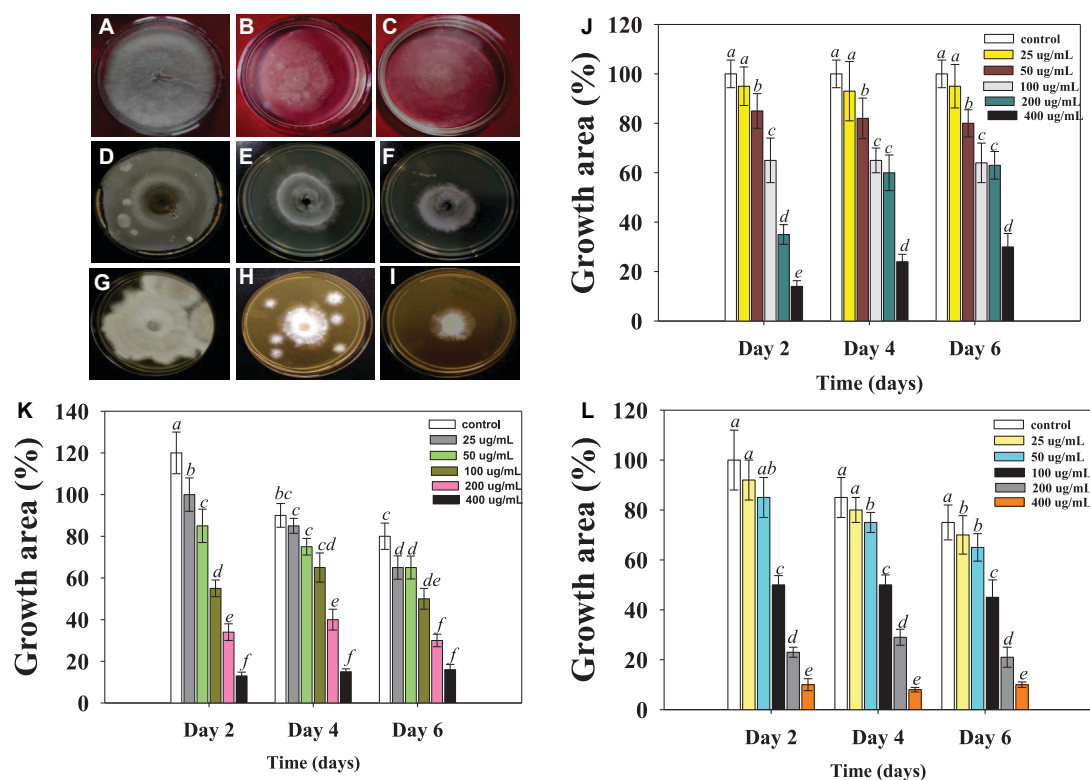 A
B
C
D
E
F
G
H
I
J
Growth area (%)
120
100
80
60
40
20
0
a a b c d e
a a b c c d
a a b c c d
control
25 ug/mL
50 ug/mL
100 ug/mL
200 ug/mL
400 ug/mL
Day 2 Day 4 Day 6
Time (days)
K
Growth area (%)
140
120
100
80
60
40
20
0
a b c d e f
bc c c cd e f
c d d de f f
control
25 ug/mL
50 ug/mL
100 ug/mL
200 ug/mL
400 ug/mL
Day 2 Day 4 Day 6
Time (days)
L
Growth area (%)
120
100
80
60
40
20
0
a a ab c d e
a a b c d e
a b b c d e
control
25 ug/mL
50 ug/mL
100 ug/mL
200 ug/mL
400 ug/mL
Day 2 Day 4 Day 6
Time (days)